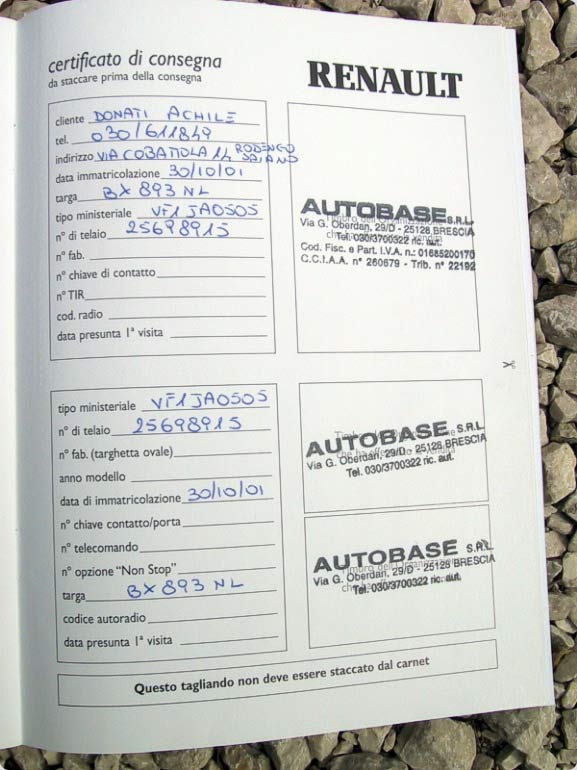 certificato di consegna
da staccare prima della consegna
RENAULT
cliente DONATI ACHILE
tel. 030/611849
indirizzo VIA COBATTOLA 14 RODENGO SAIANO
data immatricolazione 30/10/01
targa BX 893 NL
tipo ministeriale VF1JA0505
n° di telaio 25698915
n° fab.
n° chiave di contatto
n° TIR
cod. radio
data presunta 1ª visita
AUTOBASE S.R.L.
Via G. Oberdan, 29/D - 25128 BRESCIA
Tel. 030/3700322 ric. aut.
Cod. Fisc. e Part. I.V.A. n.: 01685200170
C.C.I.A.A. n° 260679 - Trib. n° 22192
tipo ministeriale VF1JA0505
n° di telaio 25698915
n° fab. (targhetta ovale)
anno modello
data di immatricolazione 30/10/01
n° chiave contatto/porta
n° telecomando
n° opzione "Non Stop"
targa BX 893 NL
codice autoradio
data presunta 1ª visita
AUTOBASE S.R.L.
Via G. Oberdan, 29/D - 25128 BRESCIA
Tel. 030/3700322 ric. aut.
AUTOBASE S.R.L.
Via G. Oberdan, 29/D - 25128 BRESCIA
Tel. 030/3700322 ric. aut.
Questo tagliando non deve essere staccato dal carnet